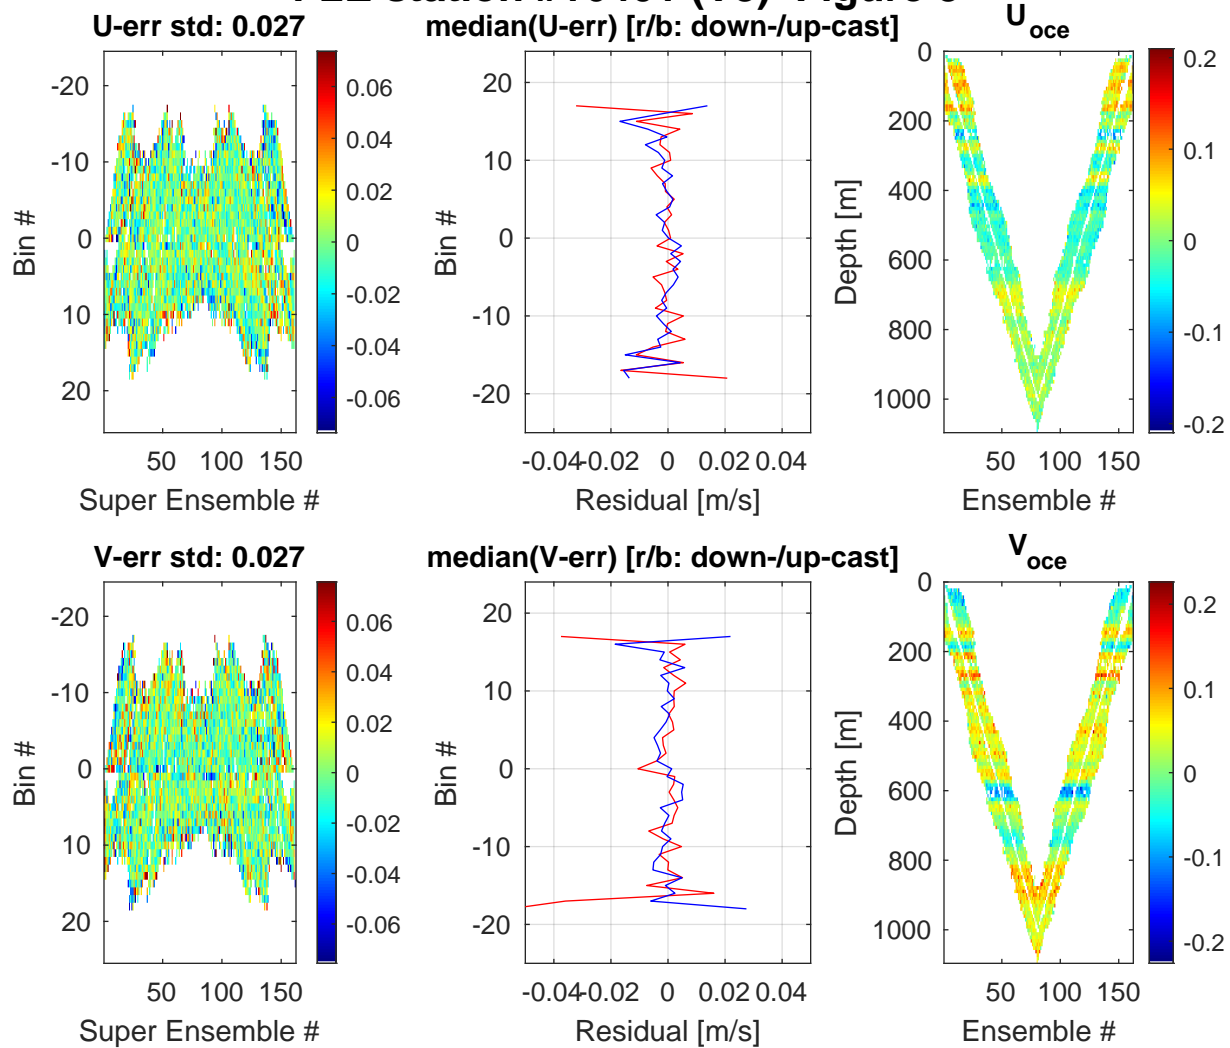 U-err std: 0.027
median(U-err) [r/b: down-/up-cast]
U_oce
-20
-10
0
10
20
Bin #
50 100 150
Super Ensemble #
0.06
0.04
0.02
0
-0.02
-0.04
-0.06
20
10
0
-10
-20
Bin #
-0.04 -0.02 0 0.02 0.04
Residual [m/s]
0
200
400
600
800
1000
Depth [m]
50 100 150
Ensemble #
0.2
0.1
0
-0.1
-0.2
V-err std: 0.027
median(V-err) [r/b: down-/up-cast]
V_oce
-20
-10
0
10
20
Bin #
50 100 150
Super Ensemble #
0.06
0.04
0.02
0
-0.02
-0.04
-0.06
20
10
0
-10
-20
Bin #
-0.04 -0.02 0 0.02 0.04
Residual [m/s]
0
200
400
600
800
1000
Depth [m]
50 100 150
Ensemble #
0.2
0.1
0
-0.1
-0.2